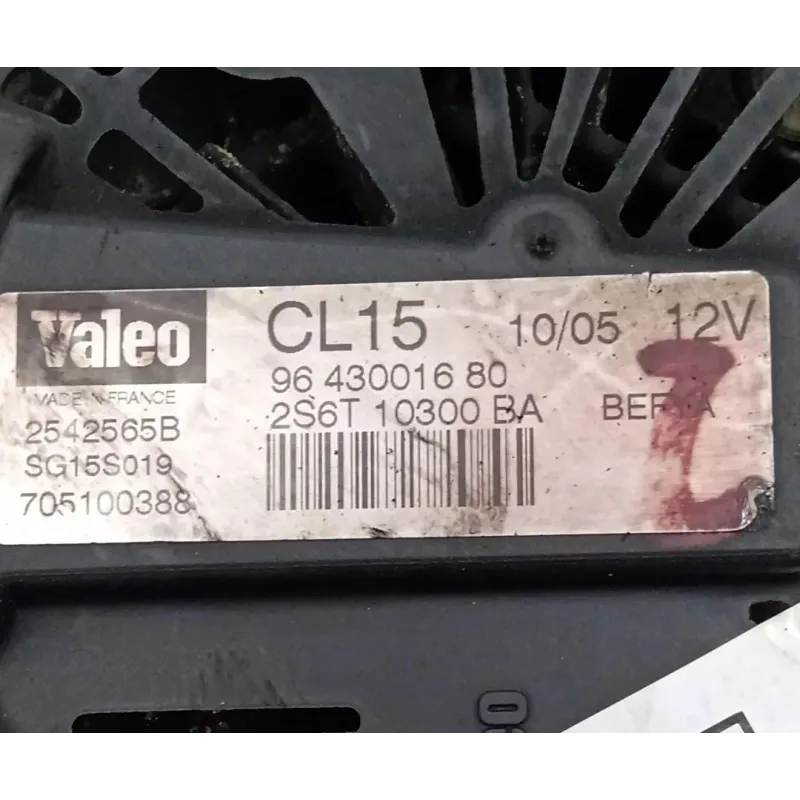 Valeo CL15 10/05 12V
MADE IN FRANCE 96 430016 80
2542565B 2S6T 10300 BA
SG15S019
705100388